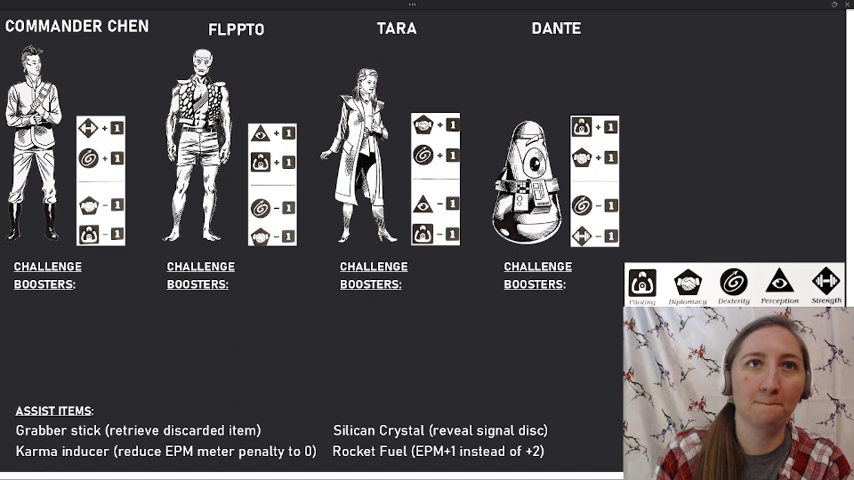 COMMANDER CHEN
FLPPTO
TARA
DANTE
+ 1
+ 1
- 1
- 1
+ 1
+ 1
- 1
- 1
+ 1
+ 1
- 1
- 1
+ 1
+ 1
- 1
- 1
CHALLENGE
BOOSTERS:
CHALLENGE
BOOSTERS:
CHALLENGE
BOOSTERS:
CHALLENGE
BOOSTERS:
Piloting Diplomacy Dexterity Perception Strength
ASSIST ITEMS:
Grabber stick (retrieve discarded item)
Karma inducer (reduce EPM meter penalty to 0)
Silican Crystal (reveal signal disc)
Rocket Fuel (EPM+1 instead of +2)